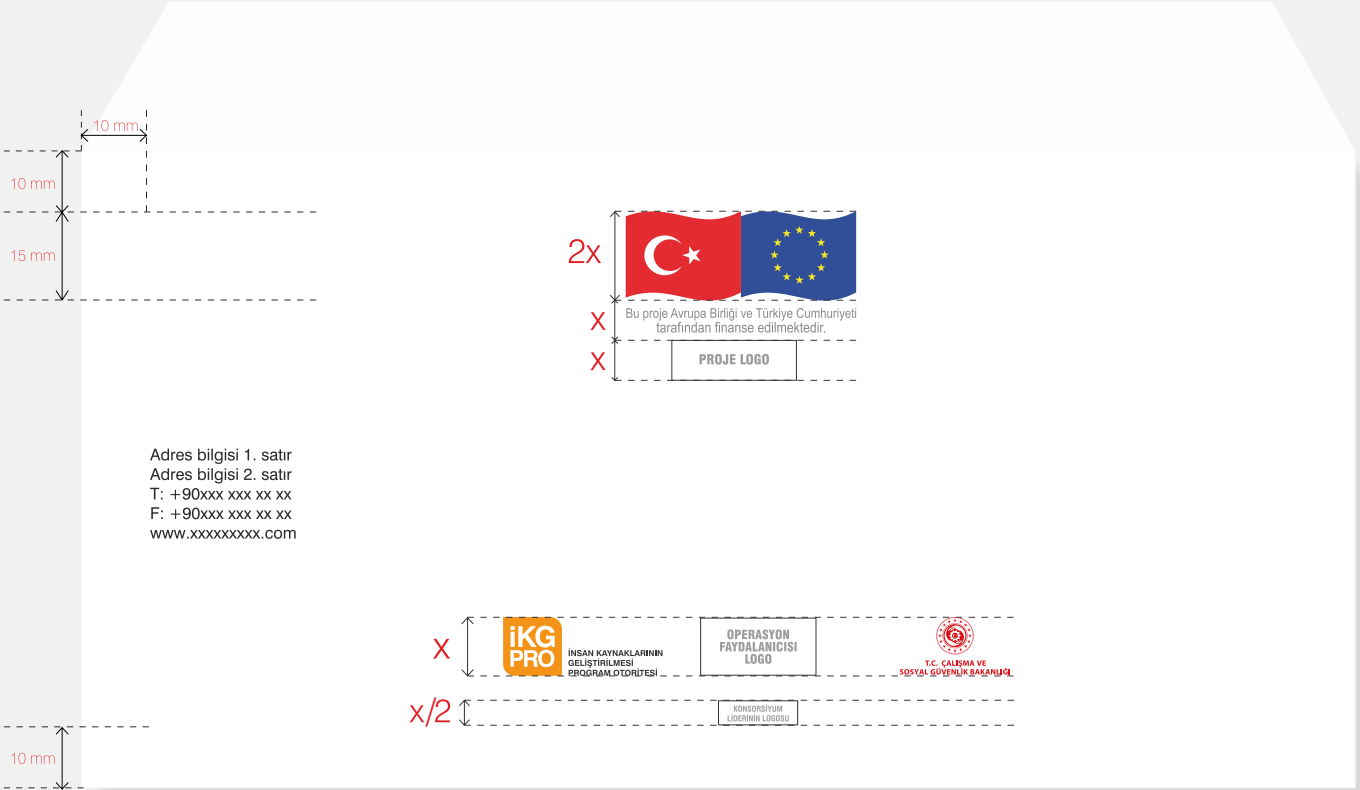 10 mm
10 mm
15 mm
2x
Bu proje Avrupa Birliği ve Türkiye Cumhuriyeti
tarafından finanse edilmektedir.
X
PROJE LOGO
X
Adres bilgisi 1. satır
Adres bilgisi 2. satır
T: +90xxx xxx xx xx
F: +90xxx xxx xx xx
www.xxxxxxxxx.com
X
iKG
PRO
İNSAN KAYNAKLARININ
GELİŞTİRİLMESİ
PROGRAM OTORİTESİ
OPERASYON
FAYDALANICISI
LOGO
T.C. ÇALIŞMA VE
SOSYAL GÜVENLİK BAKANLIĞI
x/2
KONSORSİYUM
LİDERİNİN LOGOSU
10 mm